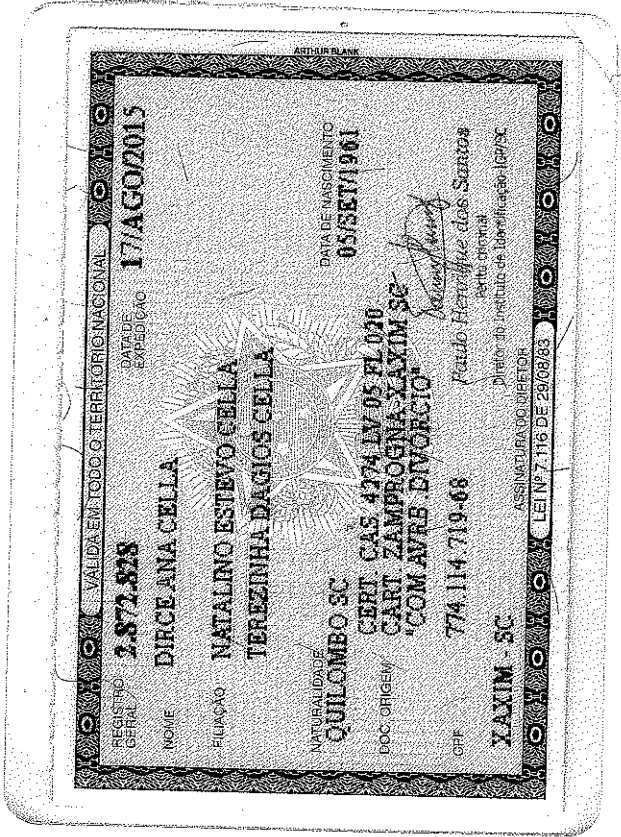 ARTHUR BLANK
VÁLIDA EM TODO O TERRITÓRIO NACIONAL
REGISTRO GERAL 2.872.828 DATA DE EXPEDIÇÃO 17/AGO/2015
NOME DIRCE ANA CELLA
FILIAÇÃO NATALINO ESTEVO CELLA
TEREZINHA DAGIOS CELLA
NATURALIDADE DATA DE NASCIMENTO
QUILOMBO SC 05/SET/1961
DOC. ORIGEM CERT CAS 4274 LV 05 FL 020
CART ZAMPROGNA XAXIM SC
"COM AVRB DIVÓRCIO"
CPF 774.114.719-68
XAXIM - SC
Paulo Henrique dos Santos
Perito criminal
Diretor do Instituto de Identificação IGP/SC
ASSINATURA DO DIRETOR
LEI Nº 7.116 DE 29/08/83